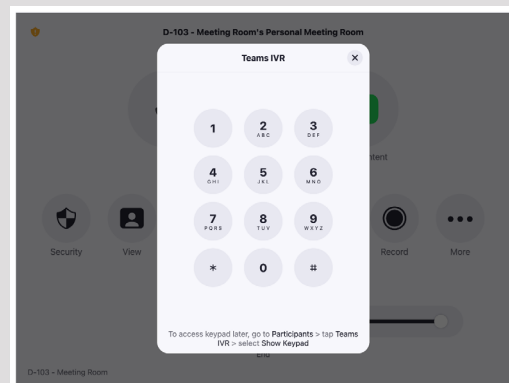 D-103 - Meeting Room's Personal Meeting Room
Teams IVR
1
2
ABC
3
DEF
4
GHI
5
JKL
6
MNO
7
PQRS
8
TUV
9
WXYZ
*
0
#
Security
View
Record
More
To access keypad later, go to Participants > tap Teams
IVR > select Show Keypad
End
D-103 - Meeting Room